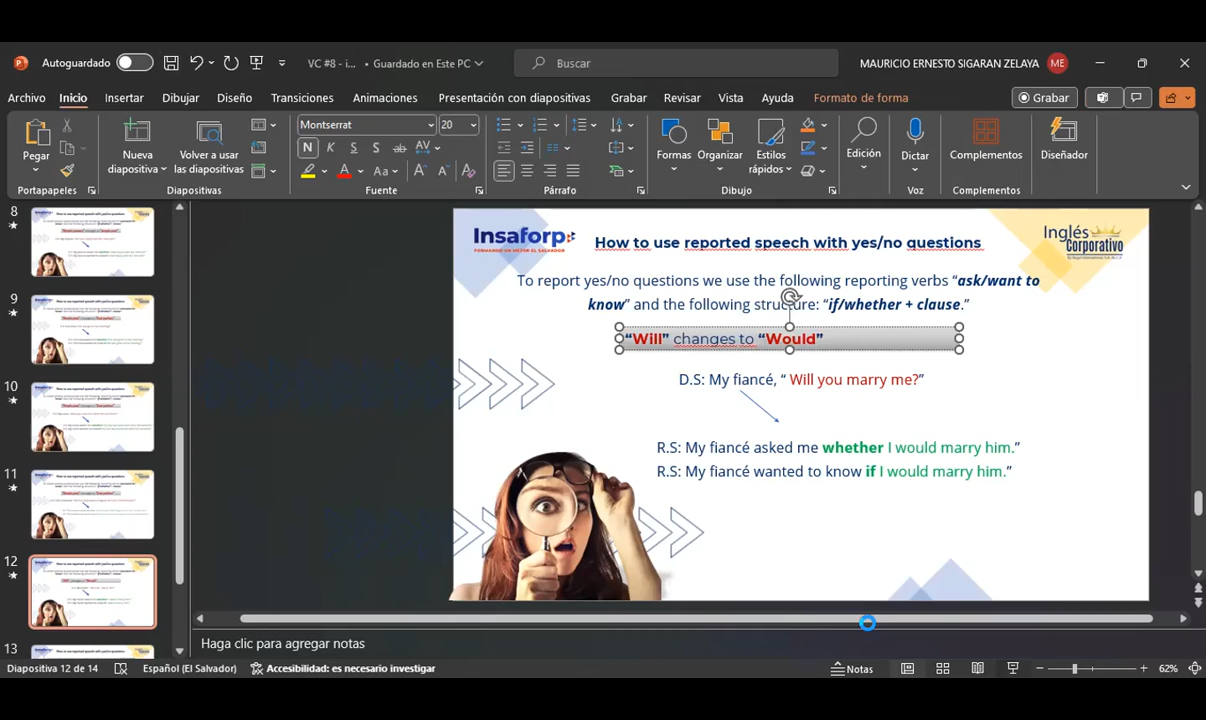 Autoguardado
VC #8 - i... • Guardado en Este PC
Buscar
MAURICIO ERNESTO SIGARAN ZELAYA
ME
Archivo
Inicio
Insertar
Dibujar
Diseño
Transiciones
Animaciones
Presentación con diapositivas
Grabar
Revisar
Vista
Ayuda
Formato de forma
Grabar
Pegar
Nueva diapositiva
Volver a usar las diapositivas
Montserrat
20
N K S S ab AV
Aa
A A
Formas
Organizar
Estilos rápidos
Edición
Dictar
Complementos
Diseñador
Portapapeles
Diapositivas
Fuente
Párrafo
Dibujo
Voz
Complementos
8
9
10
11
12
13
Insaforp
How to use reported speech with yes/no questions
Inglés
Corporativo
To report yes/no questions we use the following reporting verbs “ask/want to
know” and the following structure: “if/whether + clause.”
“Will” changes to “Would”
D.S: My fiancé, “ Will you marry me?”
R.S: My fiancé asked me whether I would marry him.”
R.S: My fiancé wanted to know if I would marry him.”
Haga clic para agregar notas
Diapositiva 12 de 14
Español (El Salvador)
Accesibilidad: es necesario investigar
Notas
62%